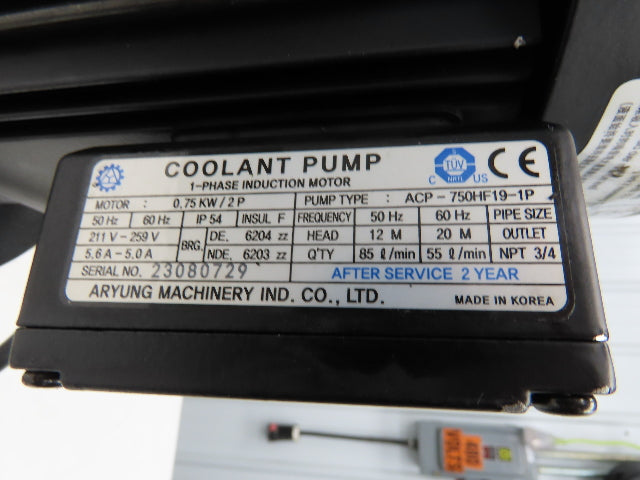 COOLANT PUMP
1-PHASE INDUCTION MOTOR
C TÜV NRTL US CE
MOTOR : 0,75 KW / 2 P PUMP TYPE : ACP - 750HF19-1P
50 Hz 60 Hz IP 54 INSUL F FREQUENCY 50 Hz 60 Hz PIPE SIZE
211 V - 259 V BRG. DE. 6204 zz HEAD 12 M 20 M OUTLET
5,6 A - 5,0 A NDE. 6203 zz Q'TY 85 ℓ/min 55 ℓ/min NPT 3/4
SERIAL NO. 23080729 AFTER SERVICE 2 YEAR
ARYUNG MACHINERY IND. CO., LTD. MADE IN KOREA
480
VOLTS